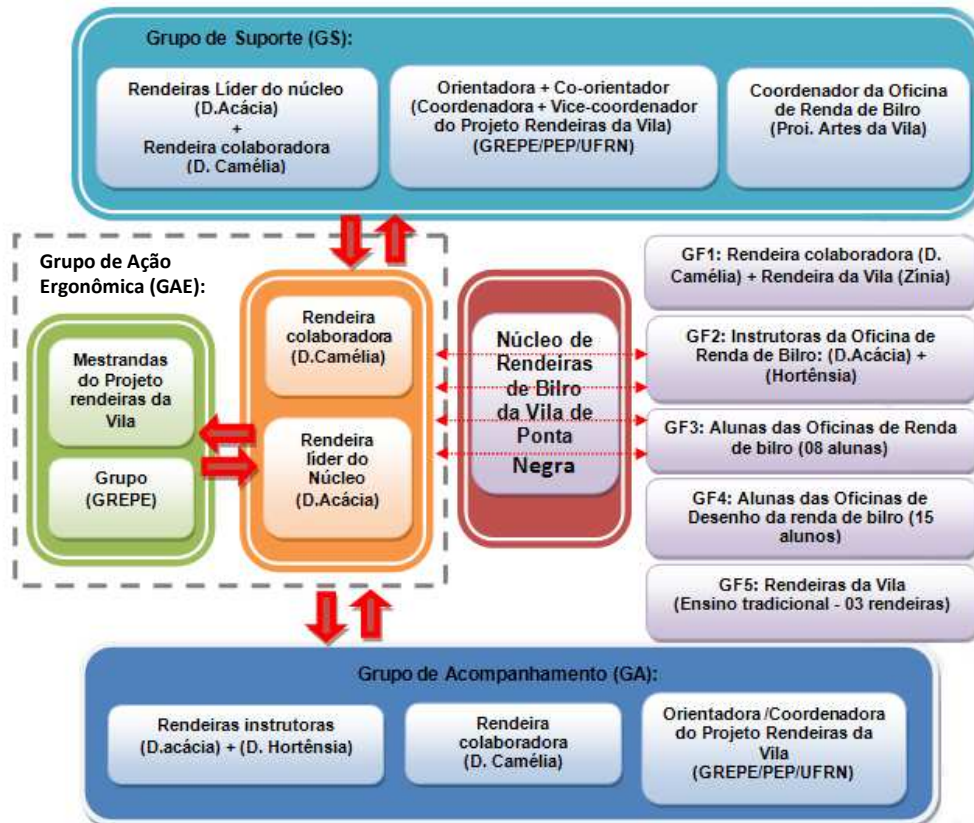 Grupo de Suporte (GS):
Rendeiras Líder do núcleo
(D.Acácia)
+
Rendeira colaboradora
(D. Camélia)
Orientadora + Co-orientador
(Coordenadora + Vice-coordenador
do Projeto Rendeiras da Vila)
(GREPE/PEP/UFRN)
Coordenador da Oficina
de Renda de Bilro
(Proi. Artes da Vila)
Grupo de Ação
Ergonômica (GAE):
Mestrandas
do Projeto
rendeiras da
Vila
Grupo
(GREPE)
Rendeira
colaboradora
(D.Camélia)
Rendeira
líder do
Núcleo
(D.Acácia)
Núcleo de
Rendeiras
de Bilro
da Vila de
Ponta
Negra
GF1: Rendeira colaboradora (D.
Camélia) + Rendeira da Vila (Zínia)
GF2: Instrutoras da Oficina de
Renda de Bilro: (D.Acácia) +
(Hortênsia)
GF3: Alunas das Oficinas de Renda
de bilro (08 alunas)
GF4: Alunas das Oficinas de
Desenho da renda de bilro (15
alunos)
GF5: Rendeiras da Vila
(Ensino tradicional - 03 rendeiras)
Grupo de Acompanhamento (GA):
Rendeiras instrutoras
(D.acácia) + (D. Hortênsia)
Rendeira
colaboradora
(D. Camélia)
Orientadora /Coordenadora
do Projeto Rendeiras da
Vila
(GREPE/PEP/UFRN)